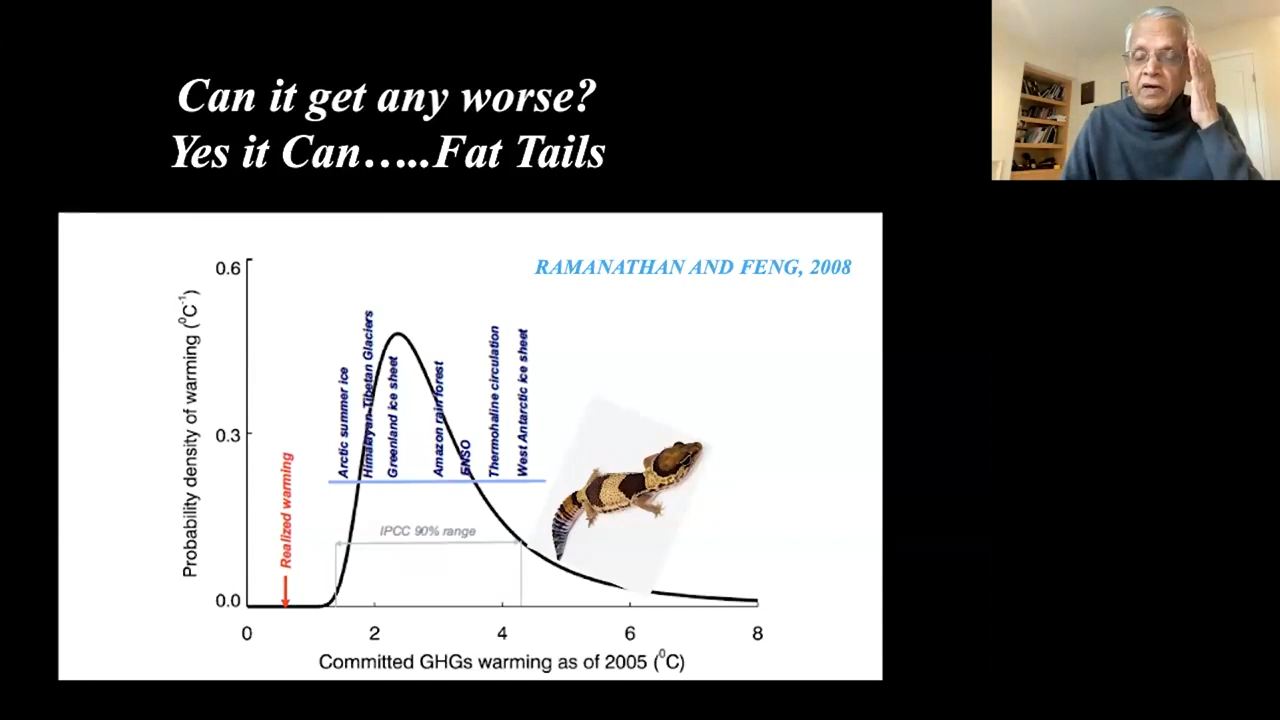 Can it get any worse?
Yes it Can…..Fat Tails
RAMANATHAN AND FENG, 2008
0.6
0.3
0.0
Probability density of warming (⁰C⁻¹)
Realized warming
Arctic summer ice
Himalayan-Tibetan Glaciers
Greenland ice sheet
Amazon rain forest
ENSO
Thermohaline circulation
West Antarctic ice sheet
IPCC 90% range
0 2 4 6 8
Committed GHGs warming as of 2005 (⁰C)